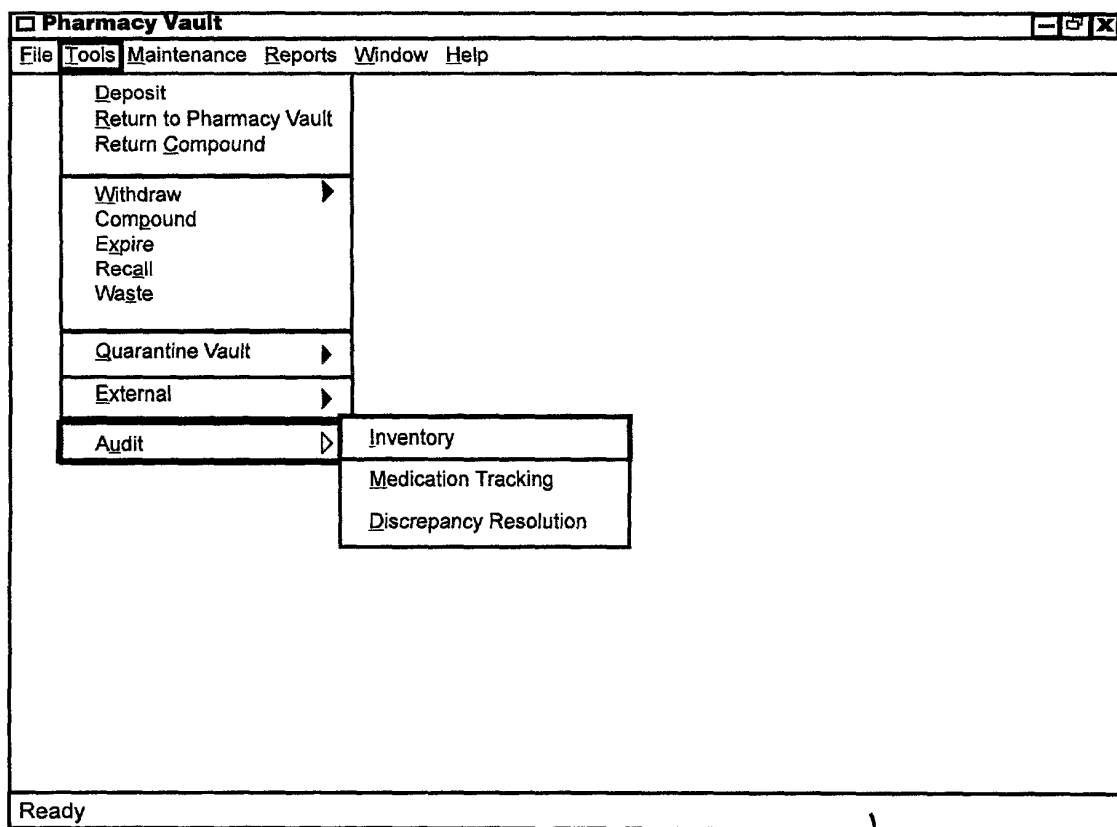 Pharmacy Vault
File Tools Maintenance Reports Window Help
Deposit
Return to Pharmacy Vault
Return Compound
Withdraw
Compound
Expire
Recall
Waste
Quarantine Vault
External
Audit
Inventory
Medication Tracking
Discrepancy Resolution
Ready